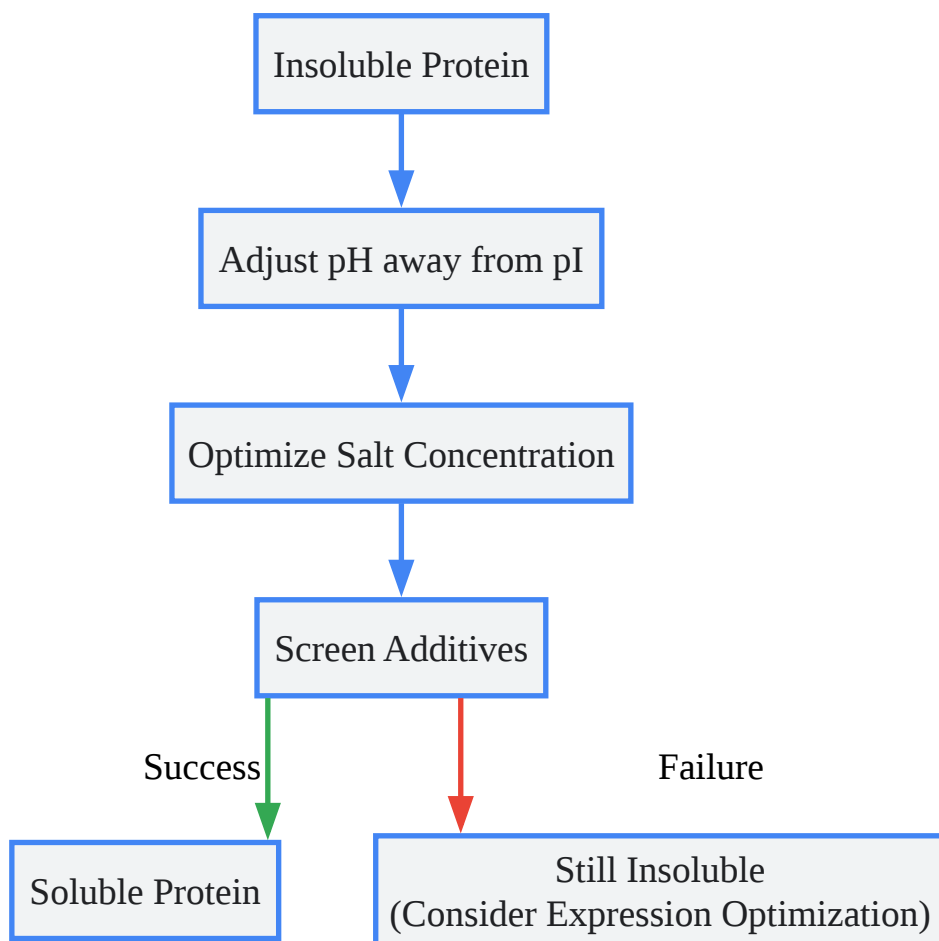 Insoluble Protein
Adjust pH away from pI
Optimize Salt Concentration
Screen Additives
Success
Failure
Soluble Protein
Still Insoluble
(Consider Expression Optimization)